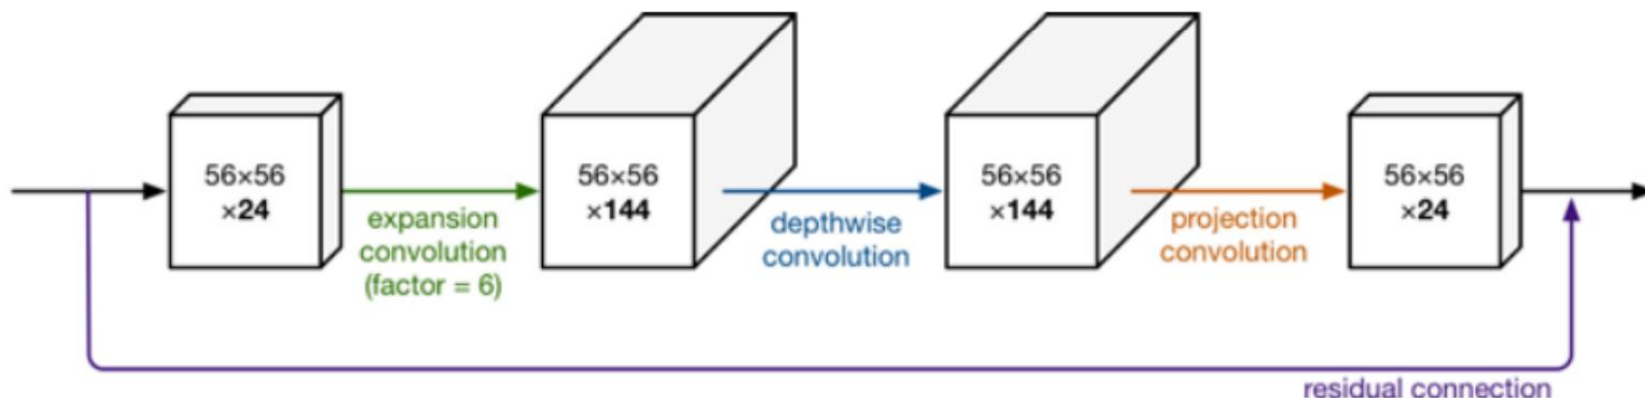 56×56
×24
expansion
convolution
(factor = 6)
56×56
×144
depthwise
convolution
56×56
×144
projection
convolution
56×56
×24
residual connection